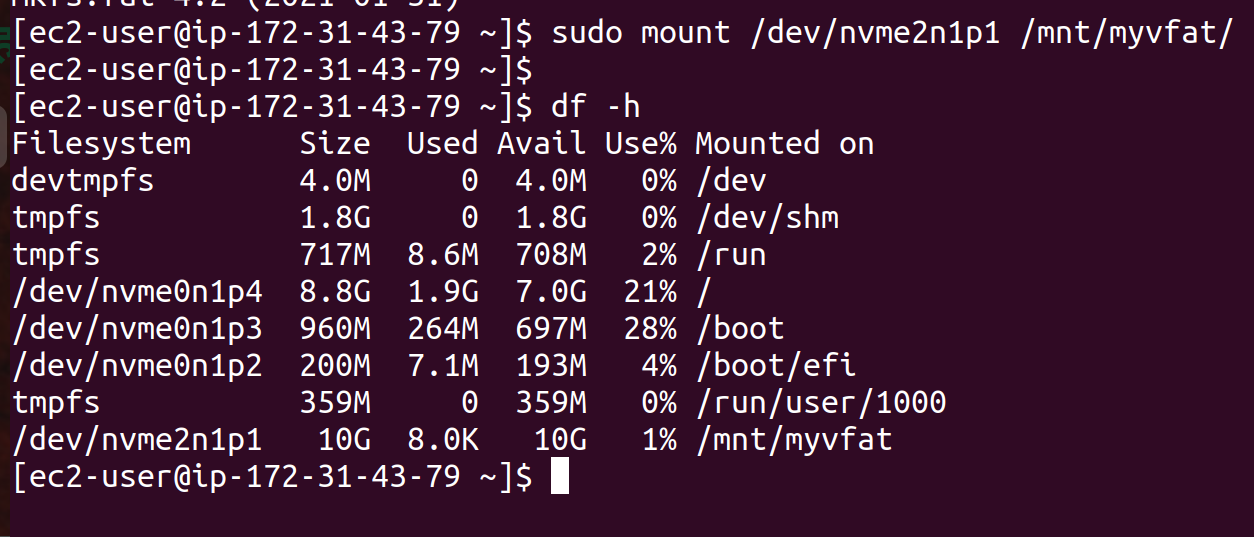 mkfs.fat 4.2 (2021-01-31)
[ec2-user@ip-172-31-43-79 ~]$ sudo mount /dev/nvme2n1p1 /mnt/myvfat/
[ec2-user@ip-172-31-43-79 ~]$
[ec2-user@ip-172-31-43-79 ~]$ df -h
Filesystem      Size  Used Avail Use% Mounted on
devtmpfs        4.0M     0  4.0M   0% /dev
tmpfs           1.8G     0  1.8G   0% /dev/shm
tmpfs           717M  8.6M  708M   2% /run
/dev/nvme0n1p4  8.8G  1.9G  7.0G  21% /
/dev/nvme0n1p3  960M  264M  697M  28% /boot
/dev/nvme0n1p2  200M  7.1M  193M   4% /boot/efi
tmpfs           359M     0  359M   0% /run/user/1000
/dev/nvme2n1p1   10G  8.0K   10G   1% /mnt/myvfat
[ec2-user@ip-172-31-43-79 ~]$